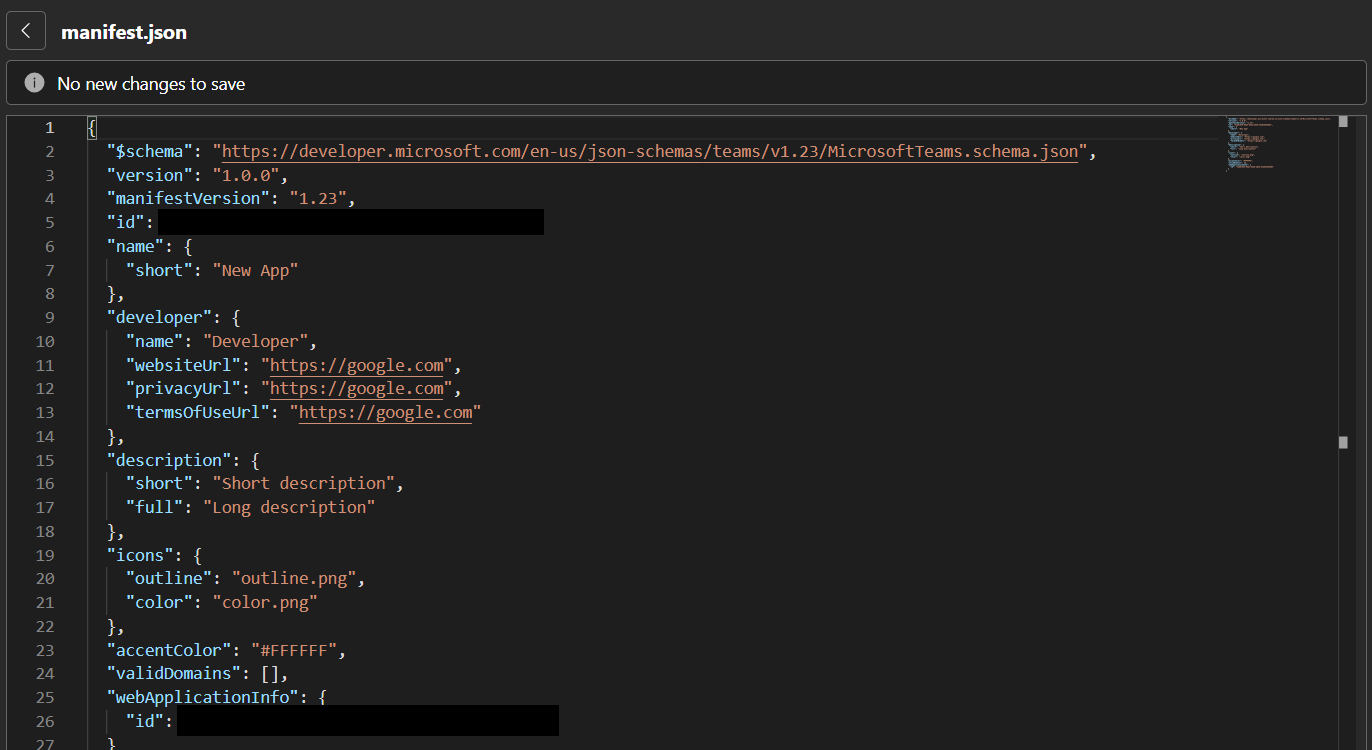 manifest.json
No new changes to save
1 {
2 "$schema": "https://developer.microsoft.com/en-us/json-schemas/teams/v1.23/MicrosoftTeams.schema.json",
3 "version": "1.0.0",
4 "manifestVersion": "1.23",
5 "id":
6 "name": {
7 "short": "New App"
8 },
9 "developer": {
10 "name": "Developer",
11 "websiteUrl": "https://google.com",
12 "privacyUrl": "https://google.com",
13 "termsOfUseUrl": "https://google.com"
14 },
15 "description": {
16 "short": "Short description",
17 "full": "Long description"
18 },
19 "icons": {
20 "outline": "outline.png",
21 "color": "color.png"
22 },
23 "accentColor": "#FFFFFF",
24 "validDomains": [],
25 "webApplicationInfo": {
26 "id":
27 }